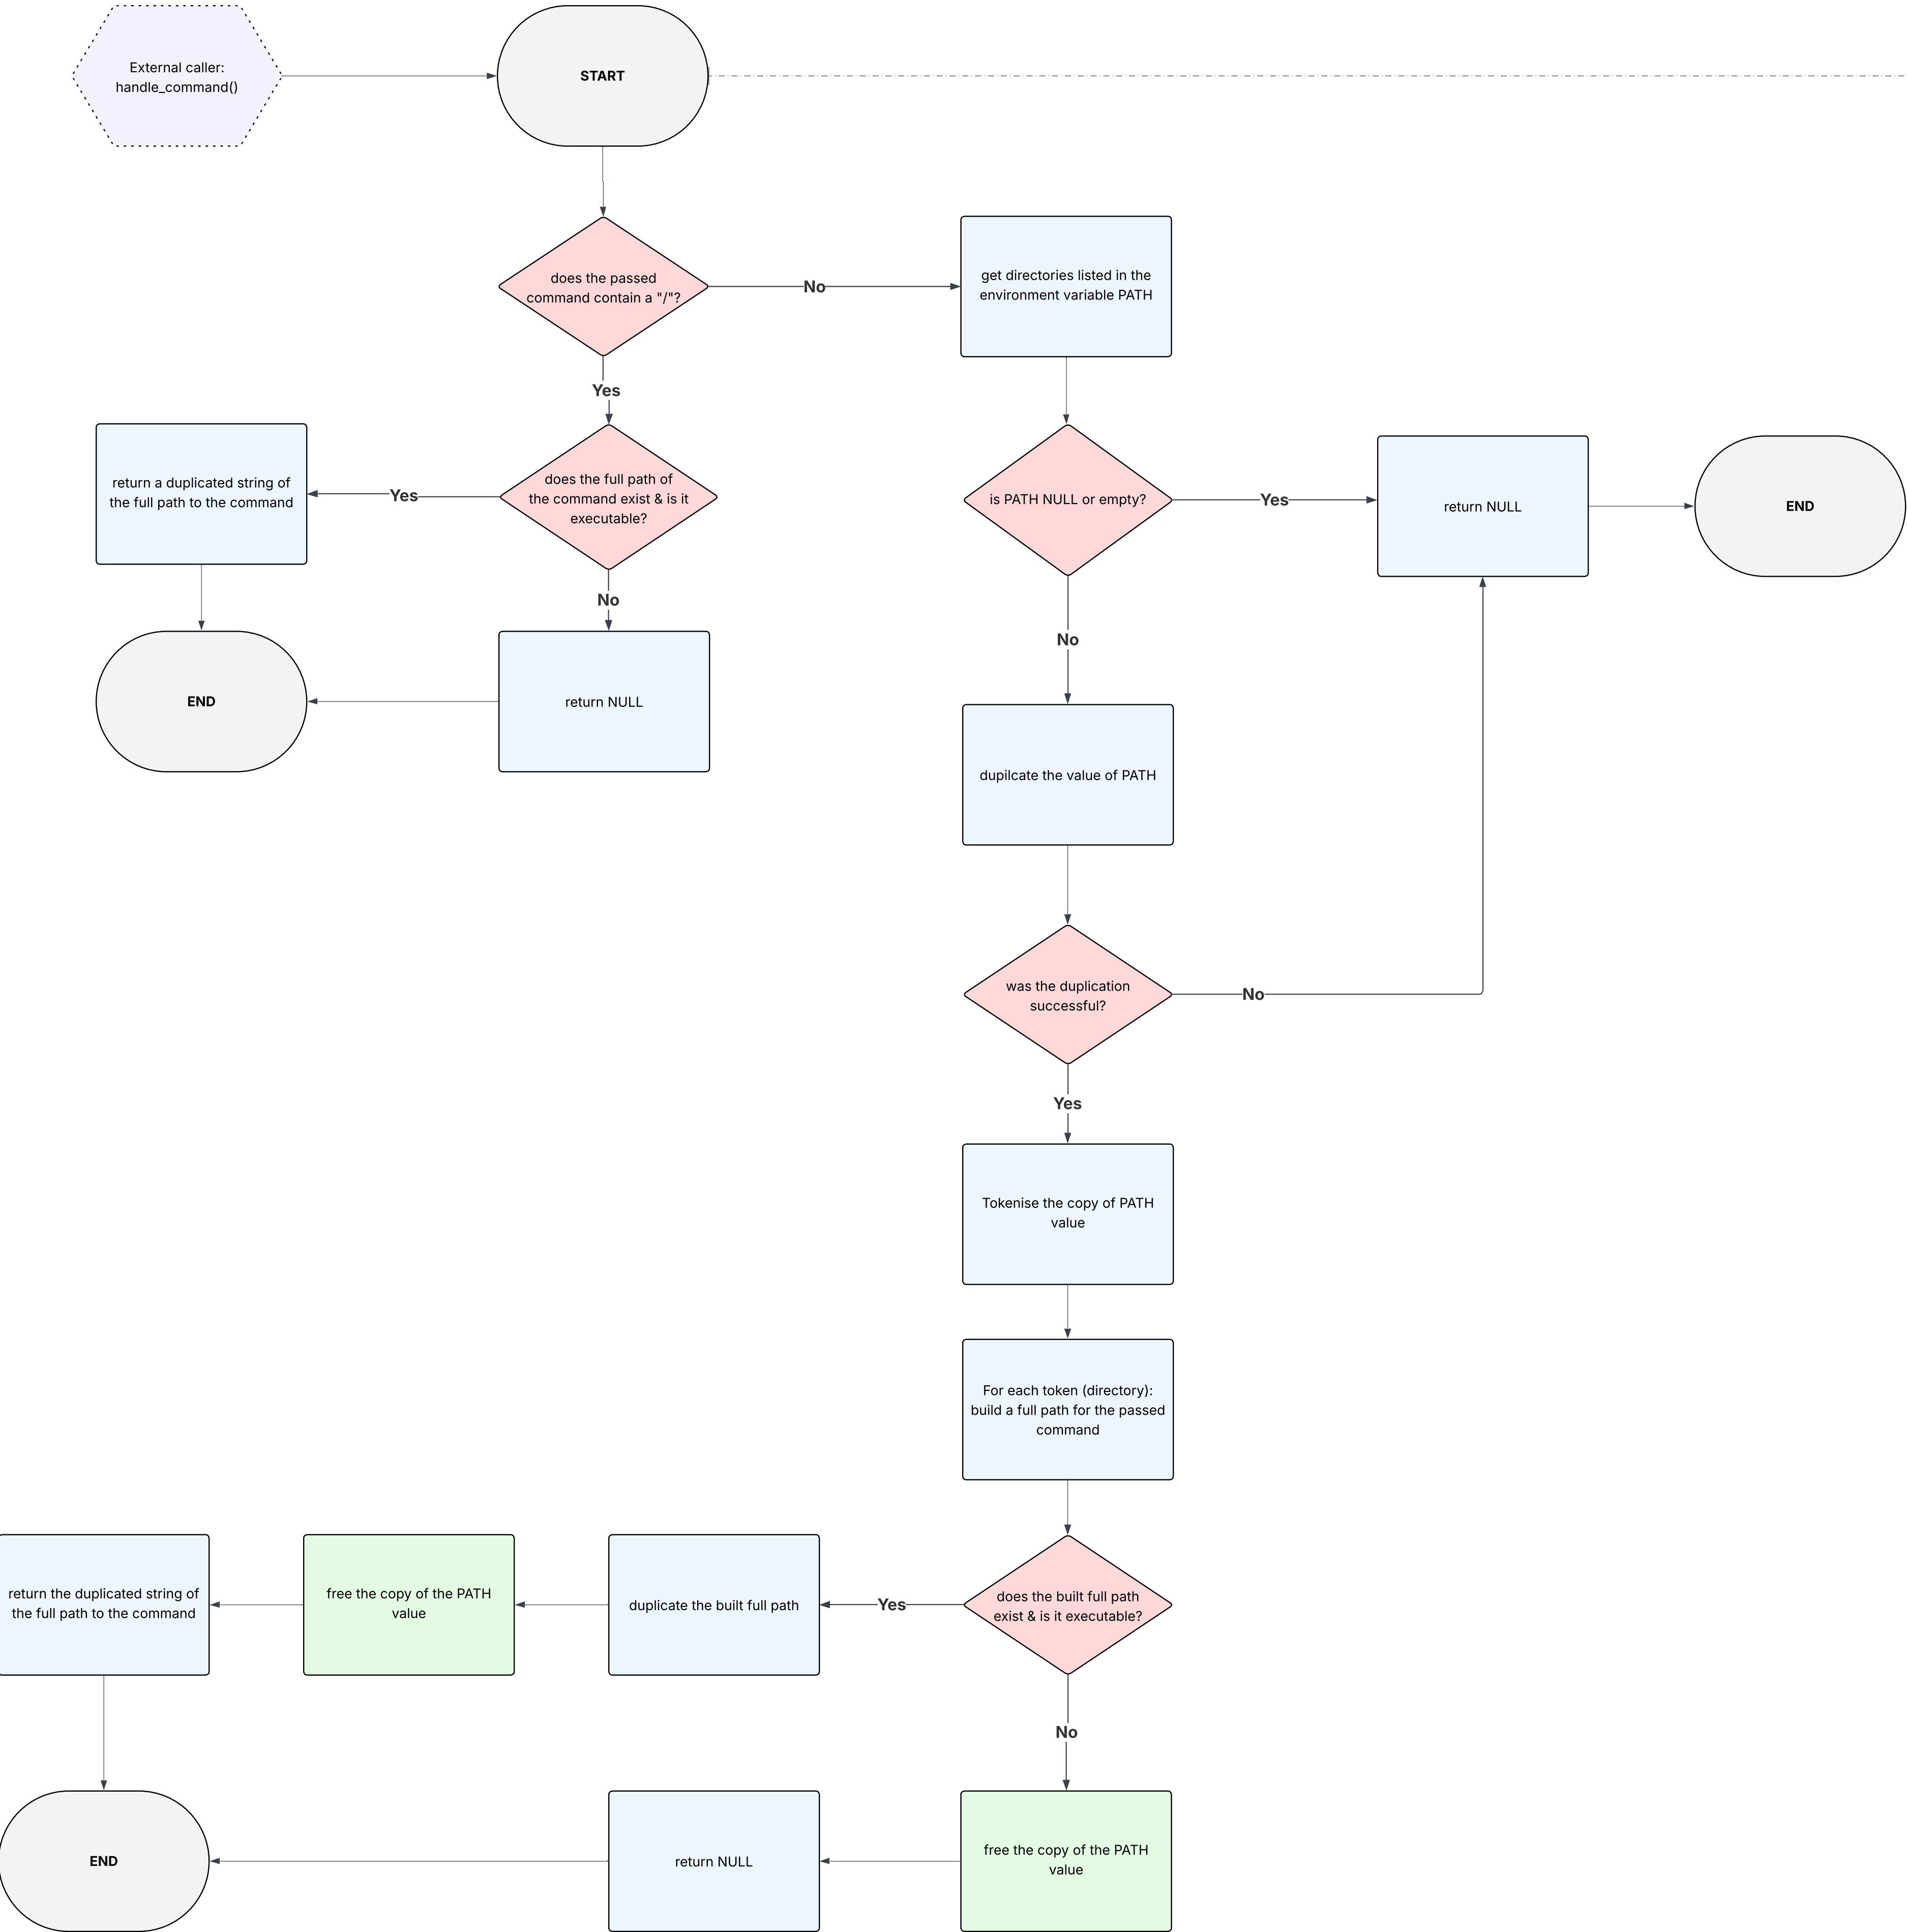 External caller:
handle_command()
START
does the passed
command contain a "/"?
No
get directories listed in the
environment variable PATH
Yes
return a duplicated string of
the full path to the command
Yes
does the full path of
the command exist & is it
executable?
is PATH NULL or empty?
Yes
return NULL
END
No
No
END
return NULL
dupilcate the value of PATH
was the duplication
successful?
No
Yes
Tokenise the copy of PATH
value
For each token (directory):
build a full path for the passed
command
return the duplicated string of
the full path to the command
free the copy of the PATH
value
duplicate the built full path
Yes
does the built full path
exist & is it executable?
No
END
return NULL
free the copy of the PATH
value